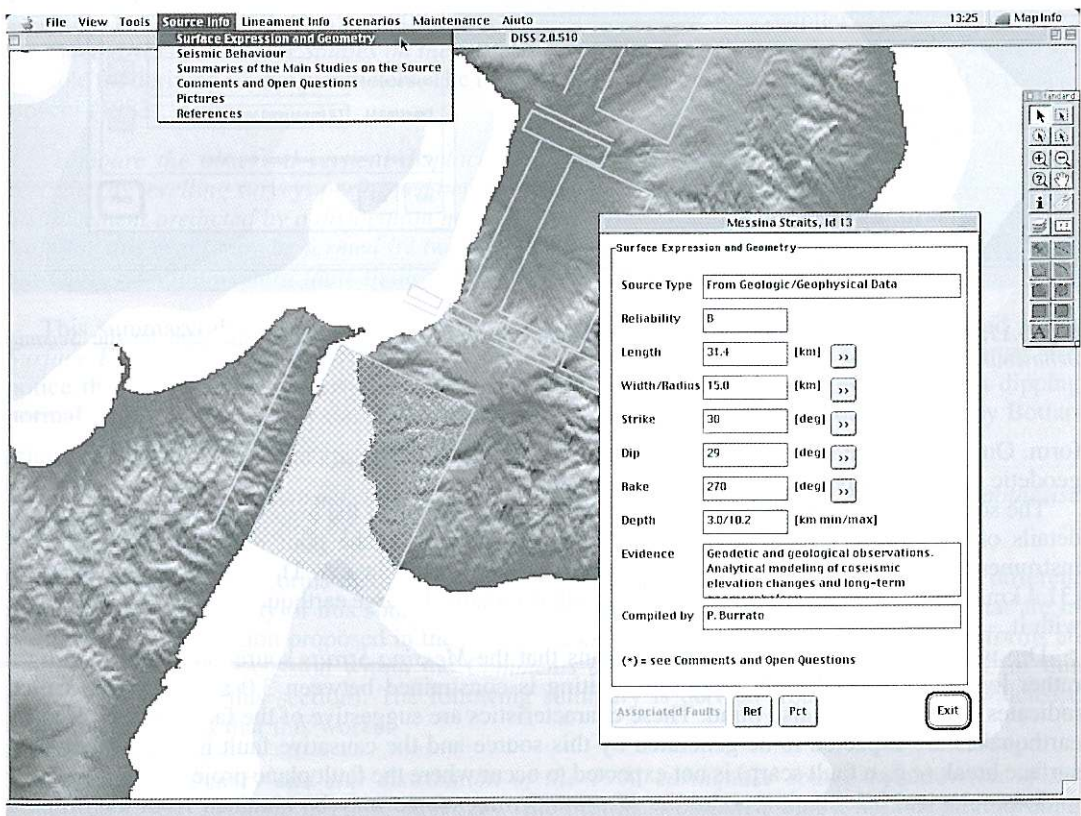 File View Tools Source Info Lineament Info Scenarios Maintenance Aiuto 13:25 MapInfo
DISS 2.0.510
Surface Expression and Geometry
Seismic Behaviour
Summaries of the Main Studies on the Source
Comments and Open Questions
Pictures
References
Messina Straits, Id 13
Surface Expression and Geometry
Source Type From Geologic/Geophysical Data
Reliability B
Length 31.4 [km] >>
Width/Radius 15.0 [km] >>
Strike 30 [deg] >>
Dip 29 [deg] >>
Rake 270 [deg] >>
Depth 3.0/10.2 [km min/max]
Evidence Geodetic and geological observations.
Analytical modeling of coseismic
elevation changes and long-term
Compiled by P. Burrato
(*) = see Comments and Open Questions
Associated Faults Ref Pct Exit